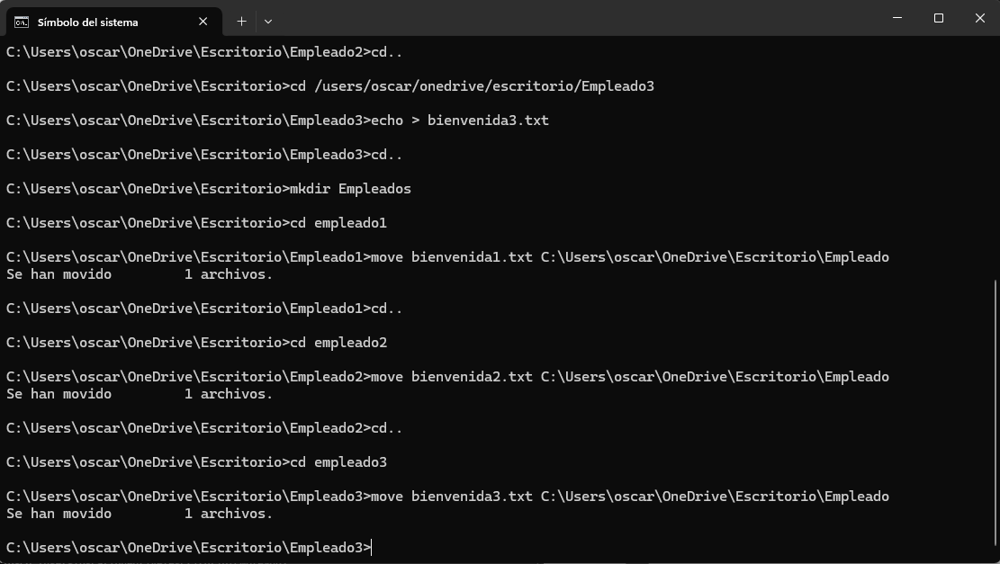 Símbolo del sistema
C:\Users\oscar\OneDrive\Escritorio\Empleado2>cd..
C:\Users\oscar\OneDrive\Escritorio>cd /users/oscar/onedrive/escritorio/Empleado3
C:\Users\oscar\OneDrive\Escritorio\Empleado3>echo > bienvenida3.txt
C:\Users\oscar\OneDrive\Escritorio\Empleado3>cd..
C:\Users\oscar\OneDrive\Escritorio>mkdir Empleados
C:\Users\oscar\OneDrive\Escritorio>cd empleado1
C:\Users\oscar\OneDrive\Escritorio\Empleado1>move bienvenida1.txt C:\Users\oscar\OneDrive\Escritorio\Empleado
Se han movido         1 archivos.
C:\Users\oscar\OneDrive\Escritorio\Empleado1>cd..
C:\Users\oscar\OneDrive\Escritorio>cd empleado2
C:\Users\oscar\OneDrive\Escritorio\Empleado2>move bienvenida2.txt C:\Users\oscar\OneDrive\Escritorio\Empleado
Se han movido         1 archivos.
C:\Users\oscar\OneDrive\Escritorio\Empleado2>cd..
C:\Users\oscar\OneDrive\Escritorio>cd empleado3
C:\Users\oscar\OneDrive\Escritorio\Empleado3>move bienvenida3.txt C:\Users\oscar\OneDrive\Escritorio\Empleado
Se han movido         1 archivos.
C:\Users\oscar\OneDrive\Escritorio\Empleado3>